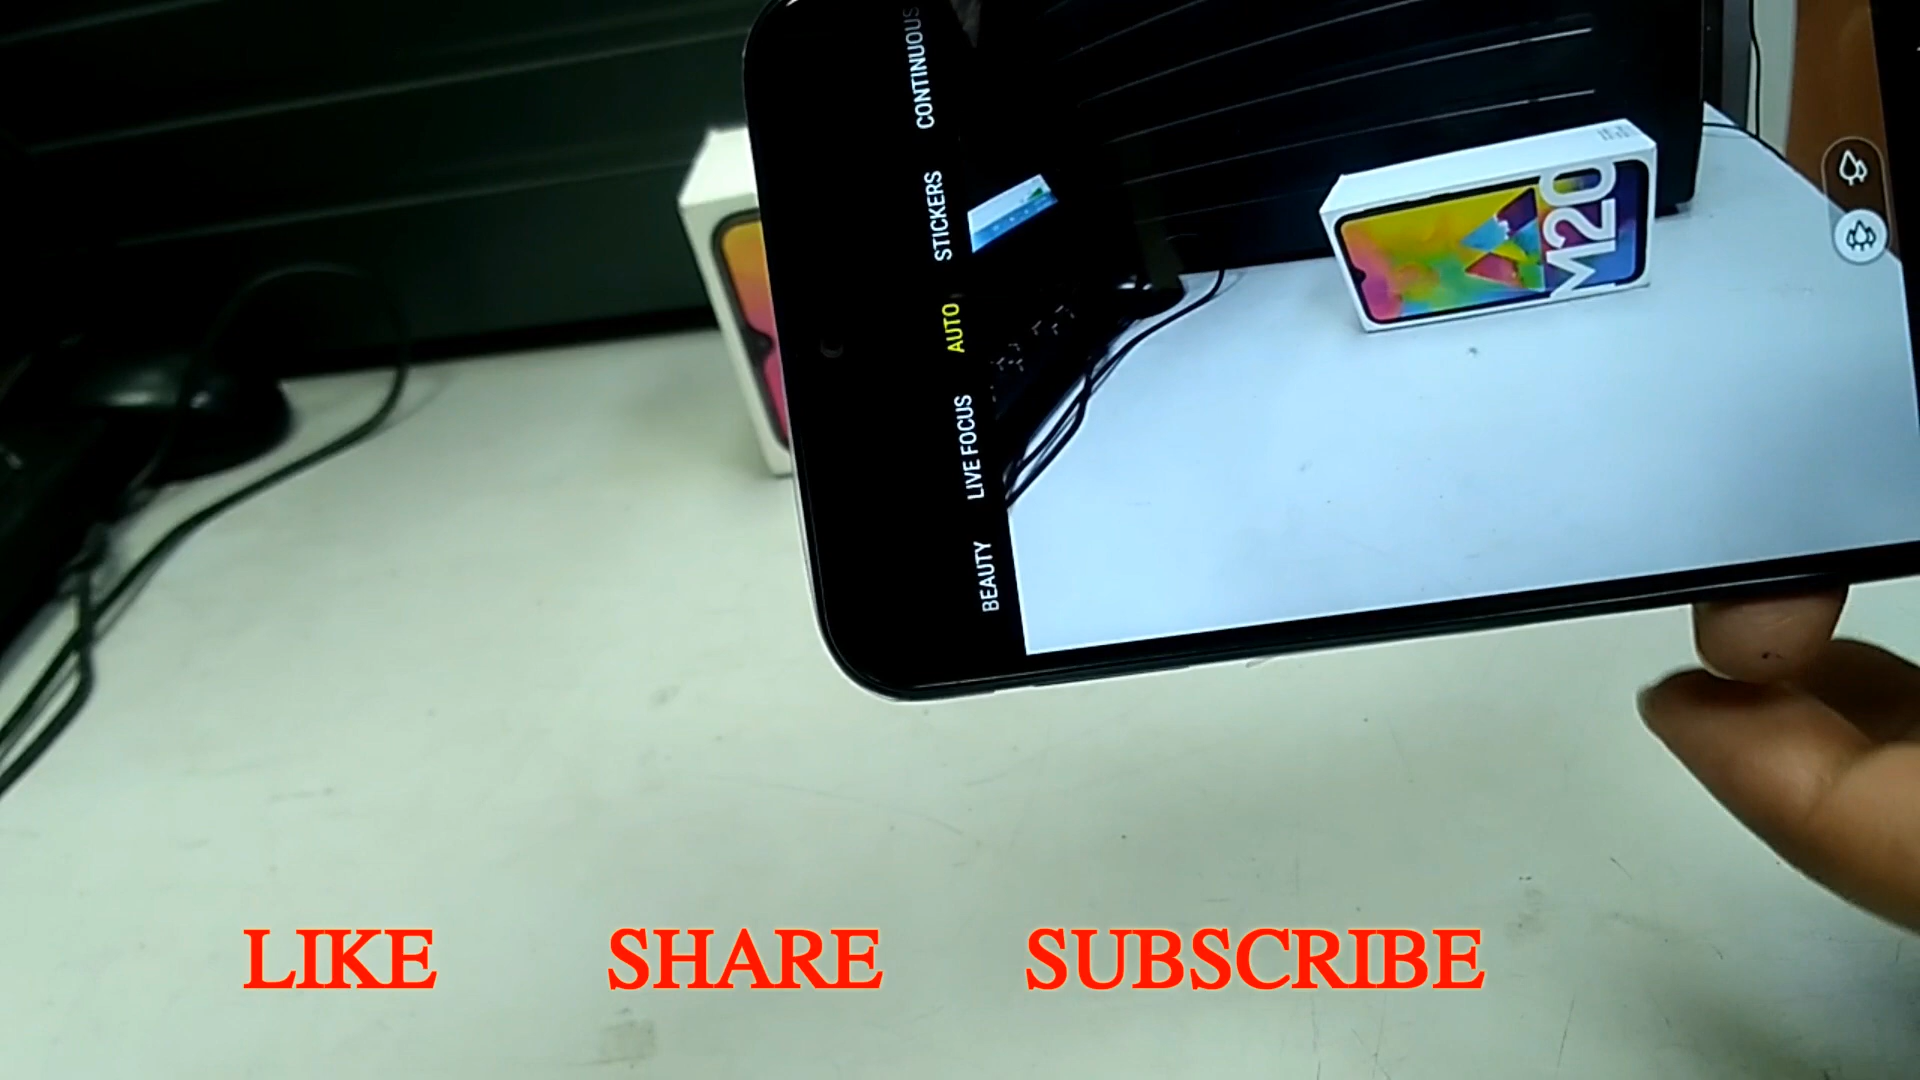 CONTINUOUS
STICKERS
AUTO
LIVE FOCUS
BEAUTY
M20
LIKE SHARE SUBSCRIBE